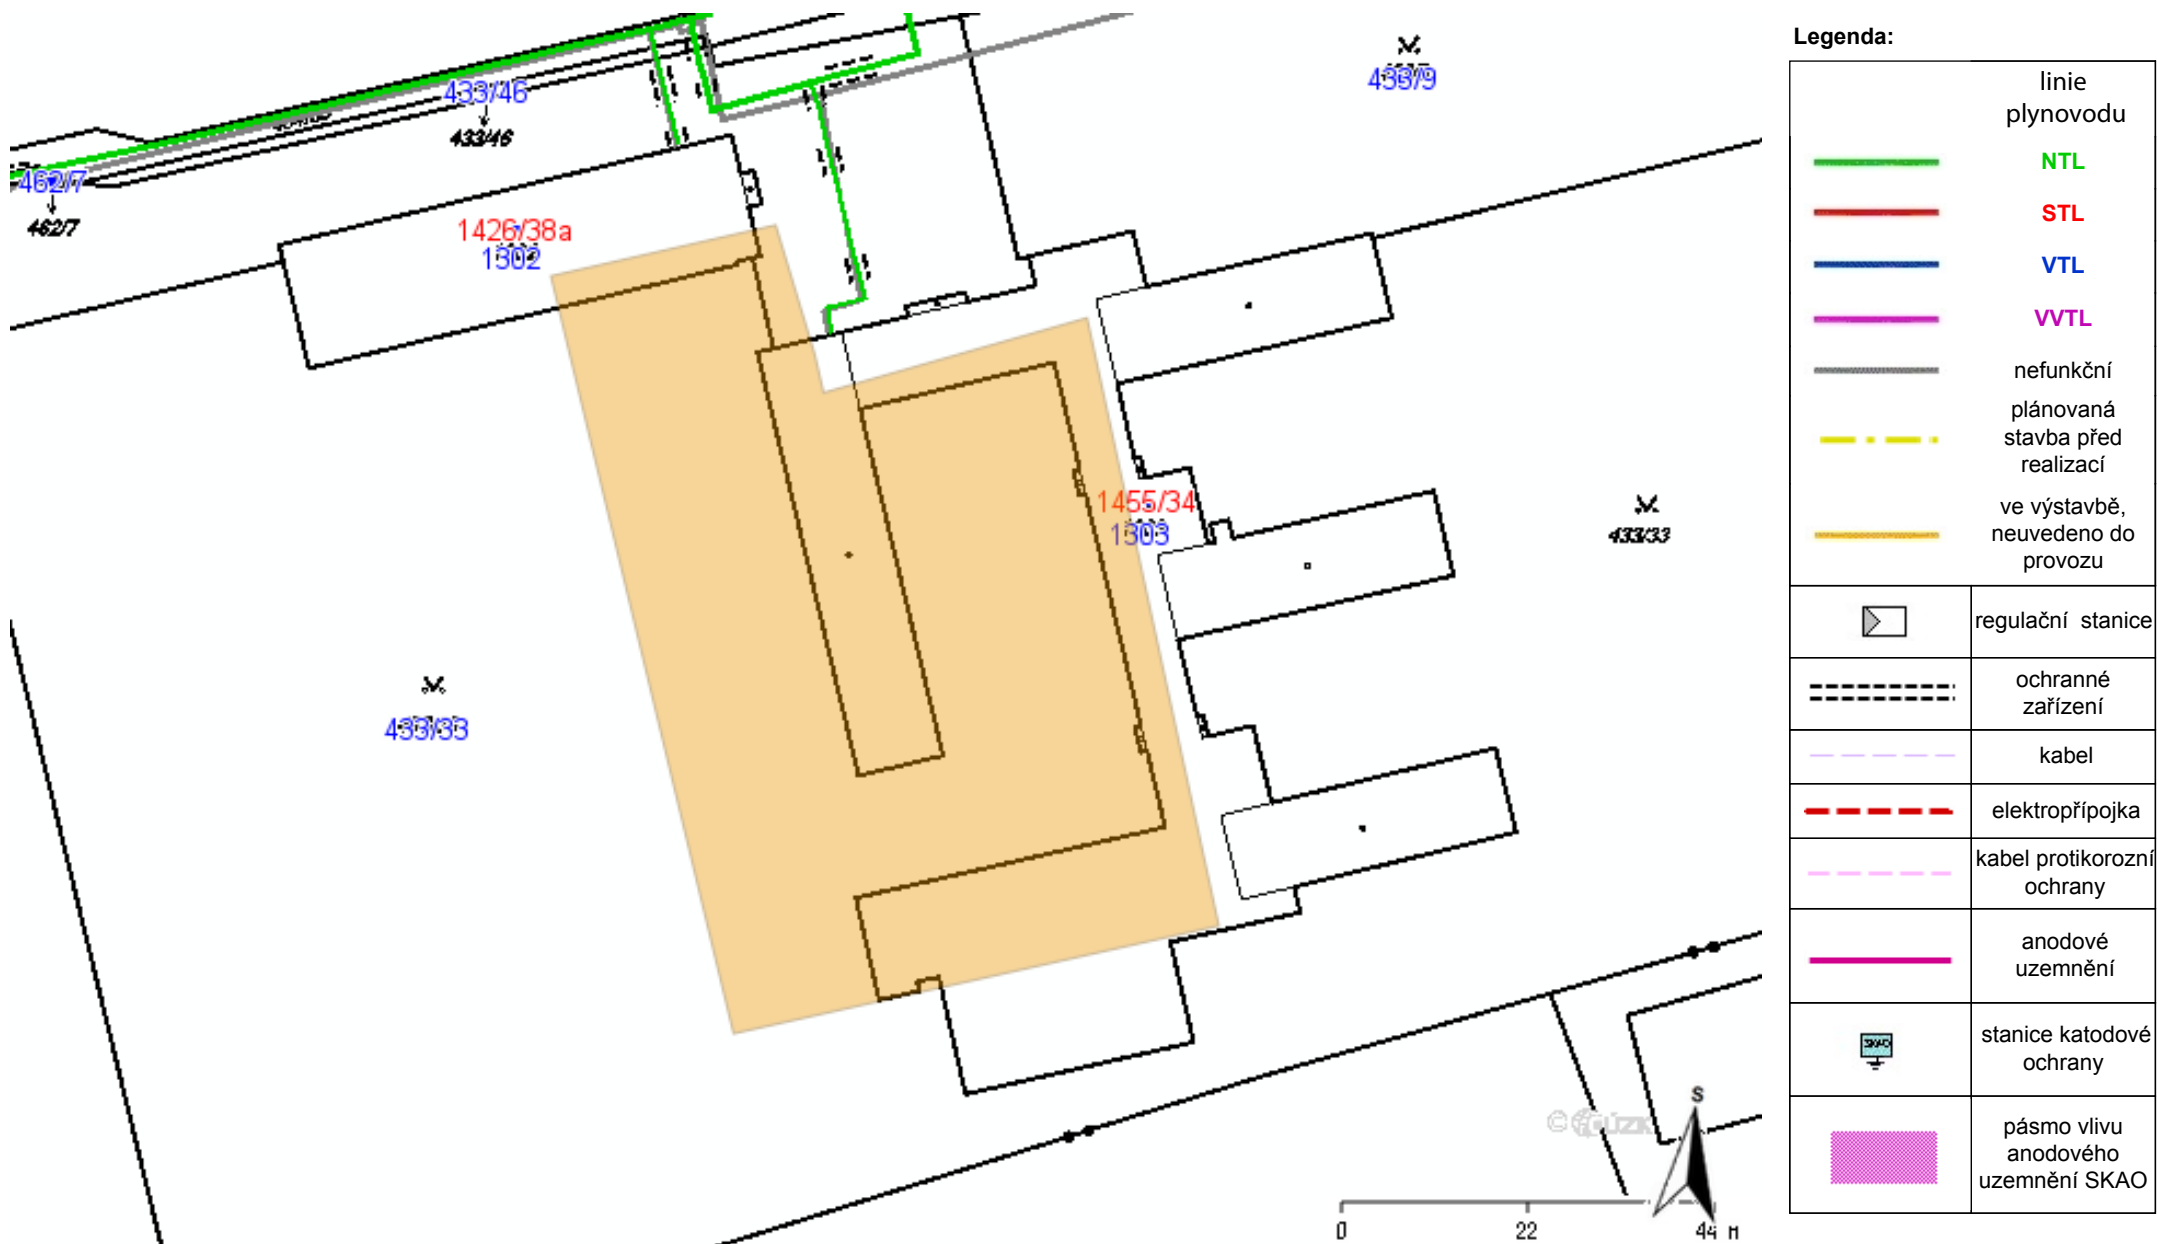 433/46
433/46
462/7
462/7
1426/38a
1302
433/9
1455/34
1303
433/33
433/33
S
0
22
44 M
Legenda:
linie
plynovodu
NTL
STL
VTL
VVTL
nefunkční
plánovaná
stavba před
realizací
ve výstavbě,
neuvedeno do
provozu
regulační stanice
ochranné
zařízení
kabel
elektropřípojka
kabel protikorozní
ochrany
anodové
uzemnění
SKAO
stanice katodové
ochrany
pásmo vlivu
anodového
uzemnění SKAO